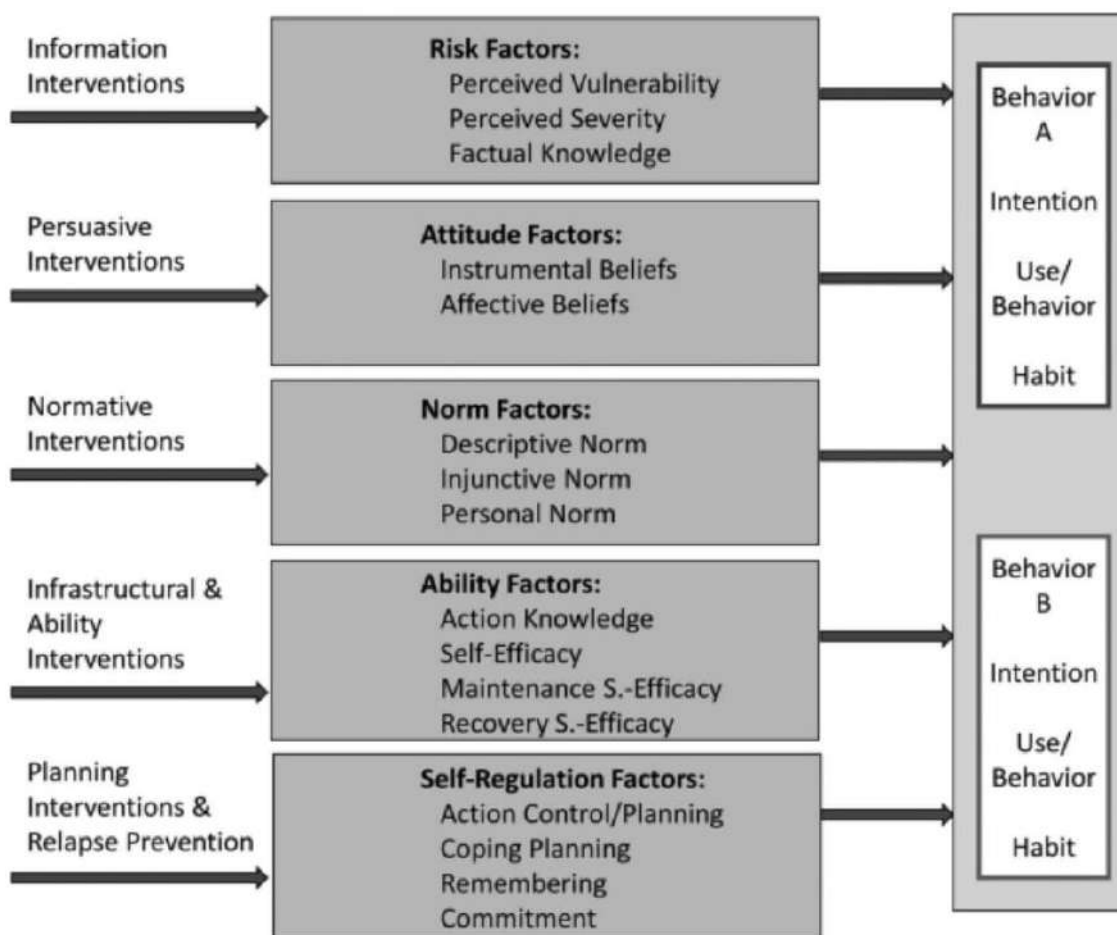 Information
Interventions
Risk Factors:
Perceived Vulnerability
Perceived Severity
Factual Knowledge
Persuasive
Interventions
Attitude Factors:
Instrumental Beliefs
Affective Beliefs
Normative
Interventions
Norm Factors:
Descriptive Norm
Injunctive Norm
Personal Norm
Infrastructural &
Ability
Interventions
Ability Factors:
Action Knowledge
Self-Efficacy
Maintenance S.-Efficacy
Recovery S.-Efficacy
Planning
Interventions &
Relapse Prevention
Self-Regulation Factors:
Action Control/Planning
Coping Planning
Remembering
Commitment
Behavior
A
Intention
Use/
Behavior
Habit
Behavior
B
Intention
Use/
Behavior
Habit